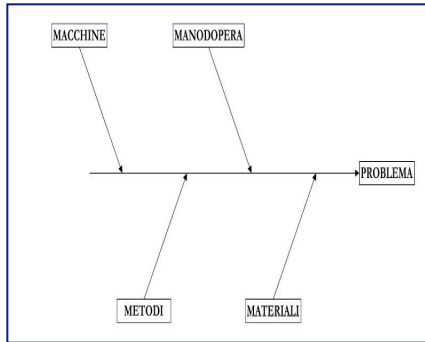 MACCHINE
MANODOPERA
PROBLEMA
METODI
MATERIALI